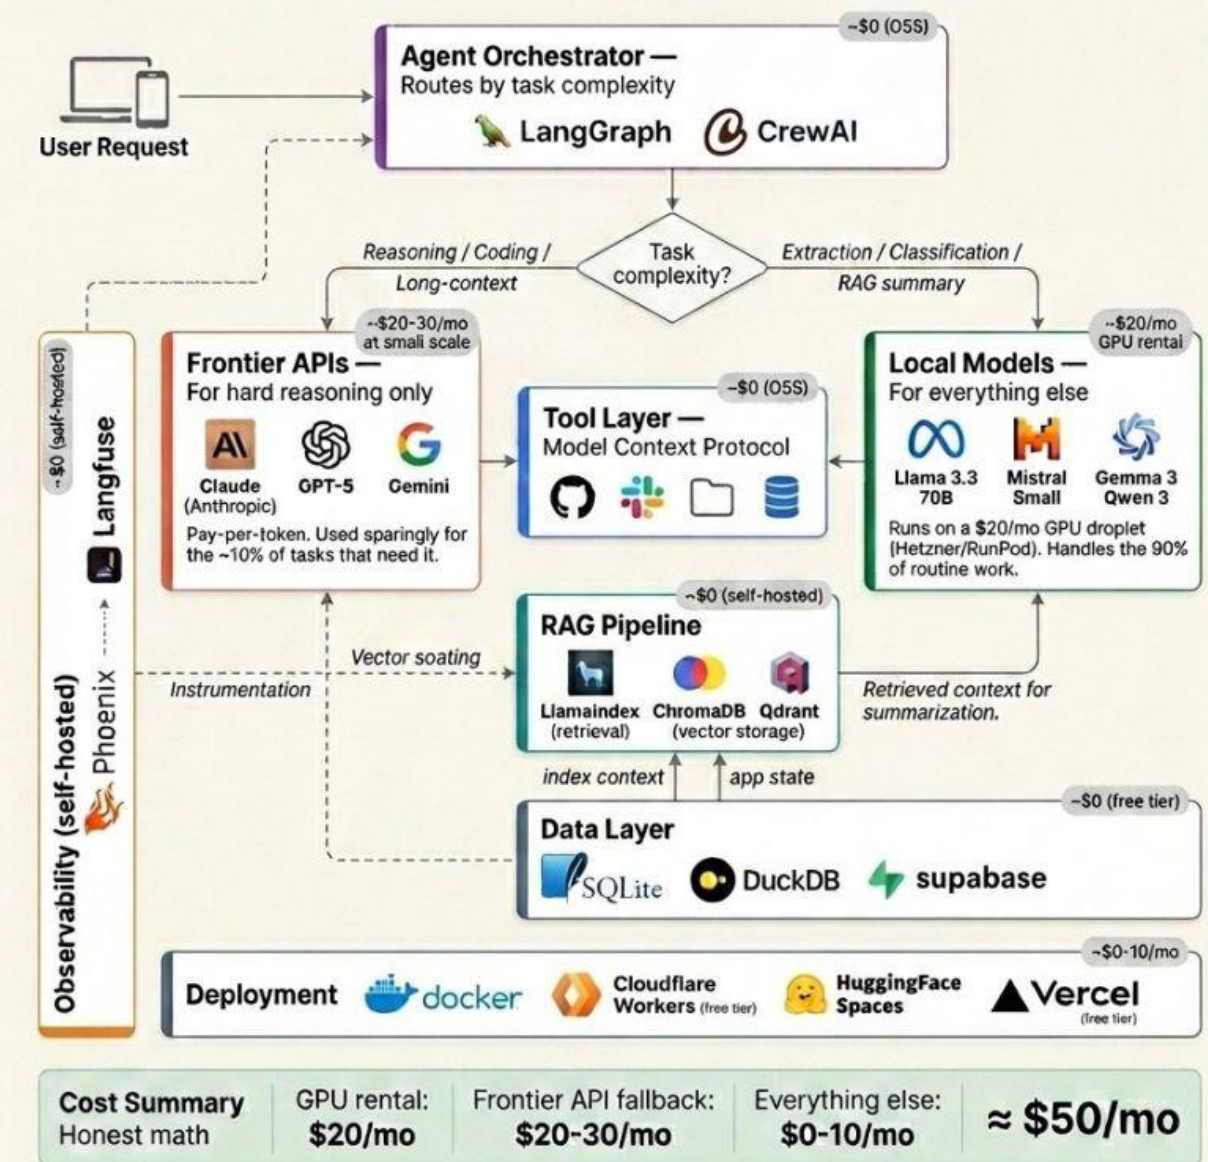 ~$0 (O5S)
Agent Orchestrator —
Routes by task complexity
LangGraph
CrewAI
User Request
Task
complexity?
Reasoning / Coding /
Long-context
Extraction / Classification /
RAG summary
~$20-30/mo
at small scale
Frontier APIs —
For hard reasoning only
Claude
(Anthropic)
GPT-5
Gemini
Pay-per-token. Used sparingly for
the ~10% of tasks that need it.
~$0 (O5S)
Tool Layer —
Model Context Protocol
~$20/mo
GPU rental
Local Models —
For everything else
Llama 3.3
70B
Mistral
Small
Gemma 3
Qwen 3
Runs on a $20/mo GPU droplet
(Hetzner/RunPod). Handles the 90%
of routine work.
~$0 (self-hosted)
Langfuse
Phoenix
Observability (self-hosted)
Instrumentation
Vector soating
~$0 (self-hosted)
RAG Pipeline
Llamaindex
(retrieval)
ChromaDB
Qdrant
(vector storage)
Retrieved context for
summarization.
index context
app state
~$0 (free tier)
Data Layer
SQLite
DuckDB
supabase
~$0-10/mo
Deployment
docker
Cloudflare
Workers (free tier)
HuggingFace
Spaces
Vercel
(free tier)
Cost Summary
Honest math
GPU rental:
$20/mo
Frontier API fallback:
$20-30/mo
Everything else:
$0-10/mo
≈ $50/mo